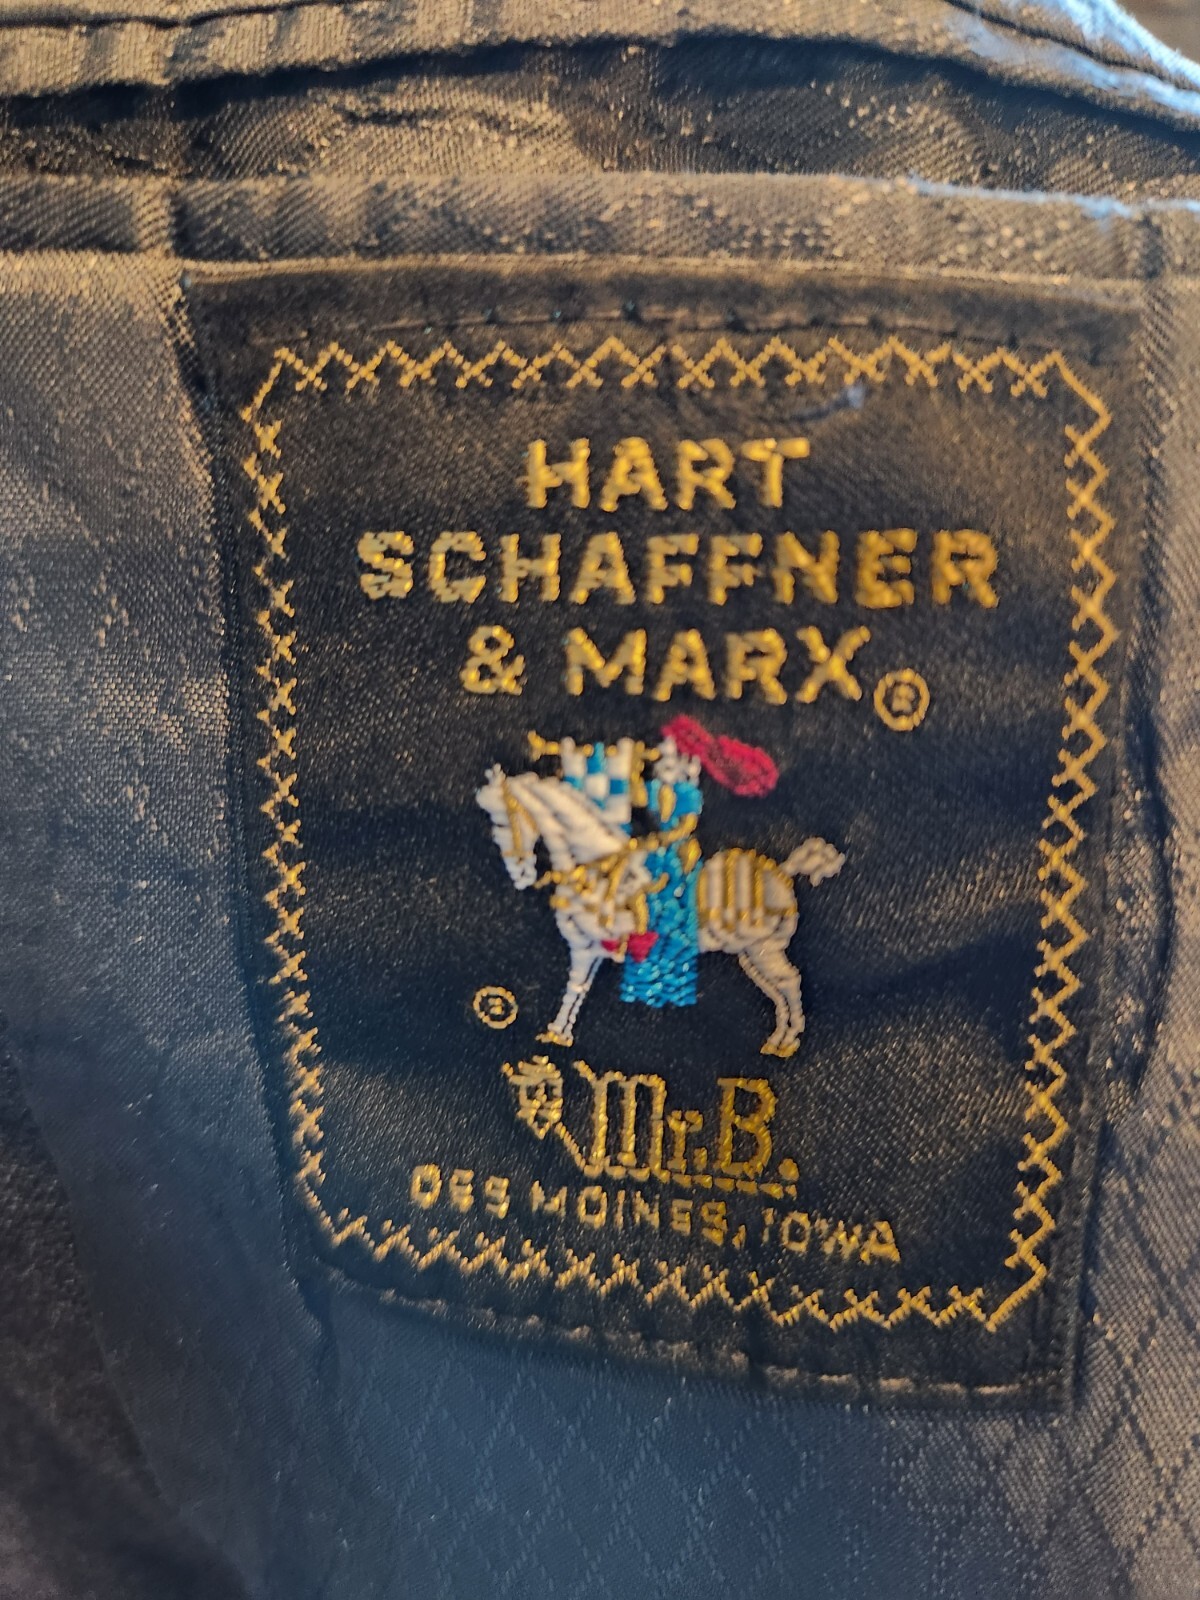 HART
SCHAFFNER
& MARX®
®
Mr. B.
DES MOINES, IOWA